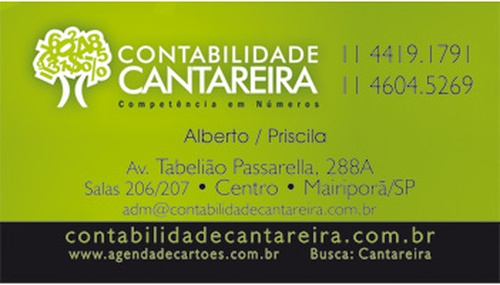 CONTABILIDADE
CANTAREIRA
Competência em Números
11 4419.1791
11 4604.5269
Alberto / Priscila
Av. Tabelião Passarella, 288A
Salas 206/207 • Centro • Mairiporã/SP
adm@contabilidadecantareira.com.br
contabilidadecantareira.com.br
www.agendadecartoes.com.br Busca: Cantareira